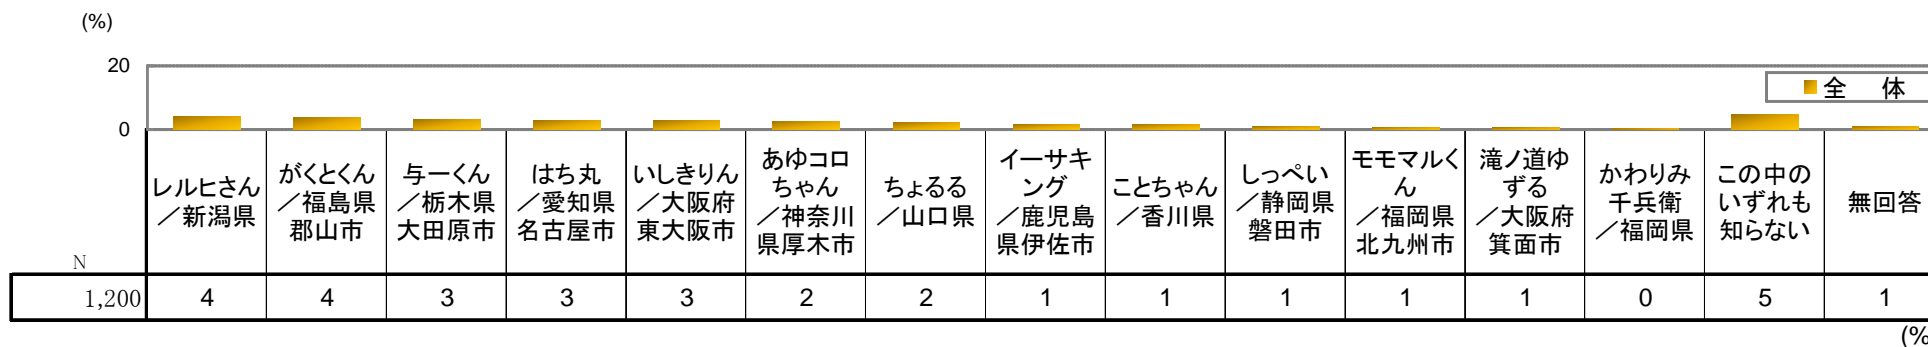 (%)
20
全　体
0
レルヒさん
／新潟県
がくとくん
／福島県
郡山市
与一くん
／栃木県
大田原市
はち丸
／愛知県
名古屋市
いしきりん
／大阪府
東大阪市
あゆコロ
ちゃん
／神奈川
県厚木市
ちょるる
／山口県
イーサキ
ング
／鹿児島
県伊佐市
ことちゃん
／香川県
しっぺい
／静岡県
磐田市
モモマルく
ん
／福岡県
北九州市
滝ノ道ゆ
ずる
／大阪府
箕面市
かわりみ
千兵衛
／福岡県
この中の
いずれも
知らない
無回答
N
1,200 4 4 3 3 3 2 2 1 1 1 1 1 0 5 1
(%